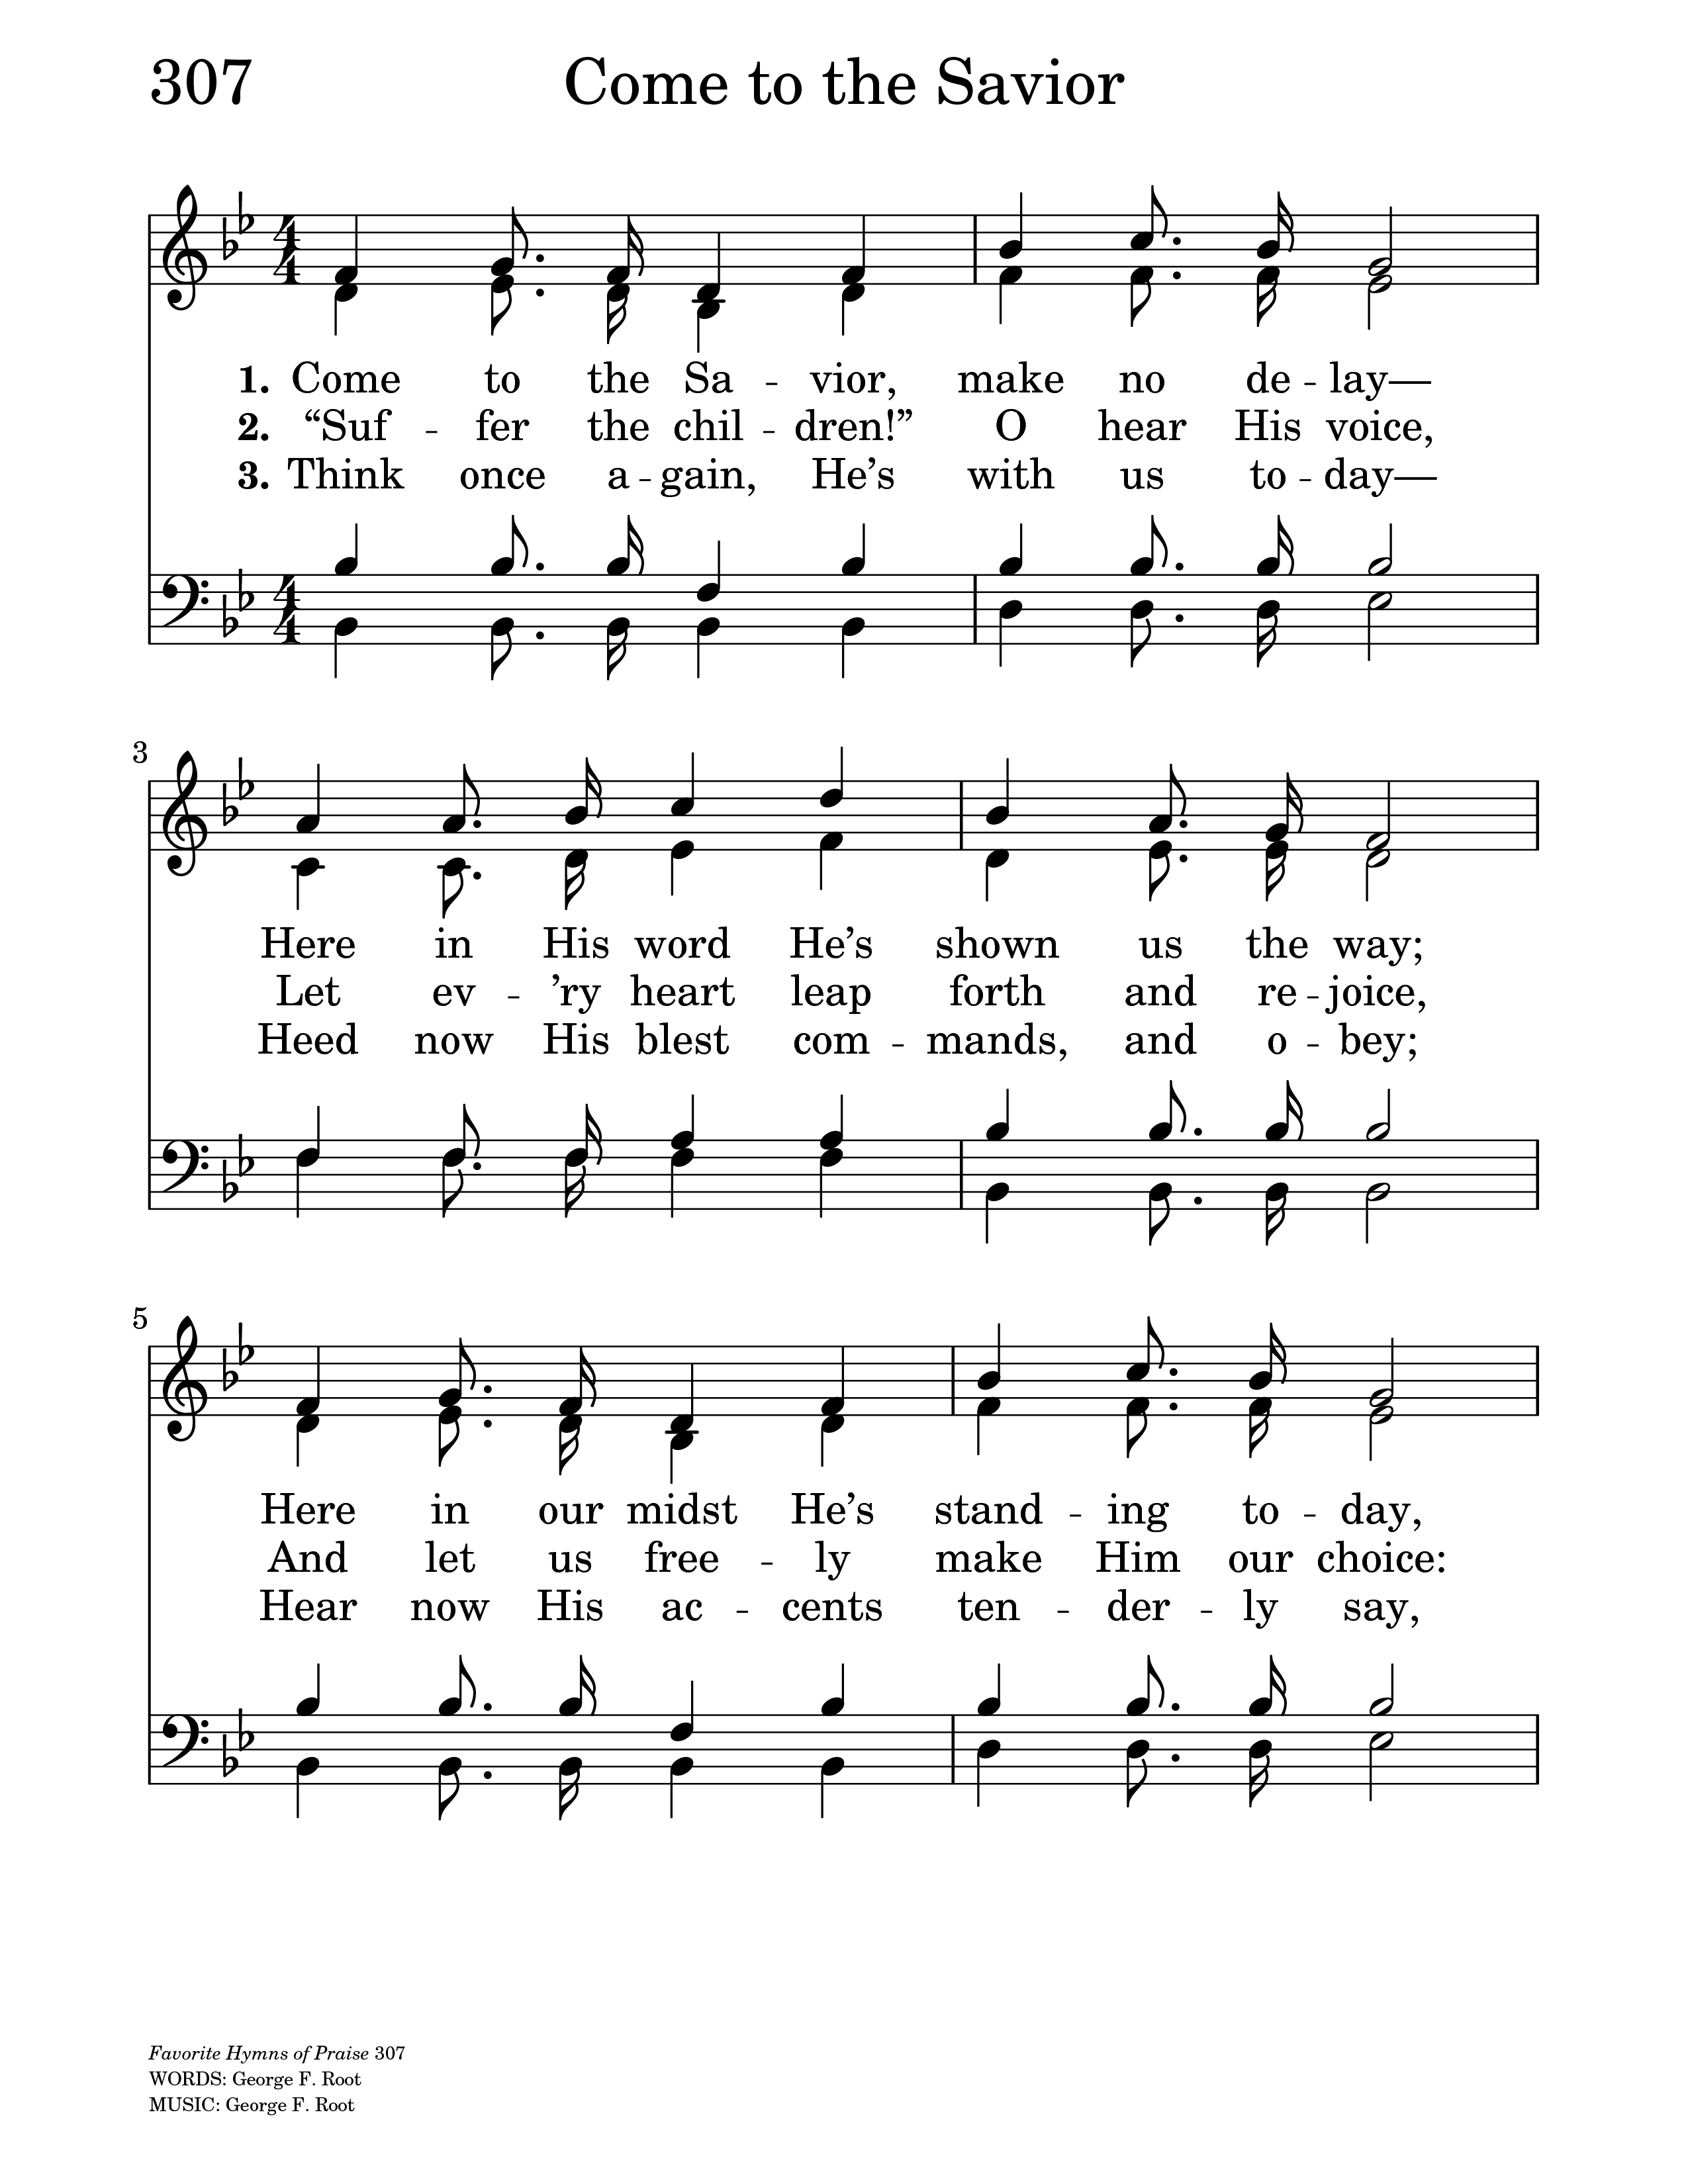 307 Come to the Savior
4 4
1. Come to the Sa - vior, make no de - lay—
2. “Suf - fer the chil - dren!” O hear His voice,
3. Think once a - gain, He’s with us to - day—
4 4
3
Here in His word He’s shown us the way;
Let ev - ’ry heart leap forth and re - joice,
Heed now His blest com - mands, and o - bey;
5
Here in our midst He’s stand - ing to - day,
And let us free - ly make Him our choice:
Hear now His ac - cents ten - der - ly say,
Favorite Hymns of Praise 307
WORDS: George F. Root
MUSIC: George F. Root